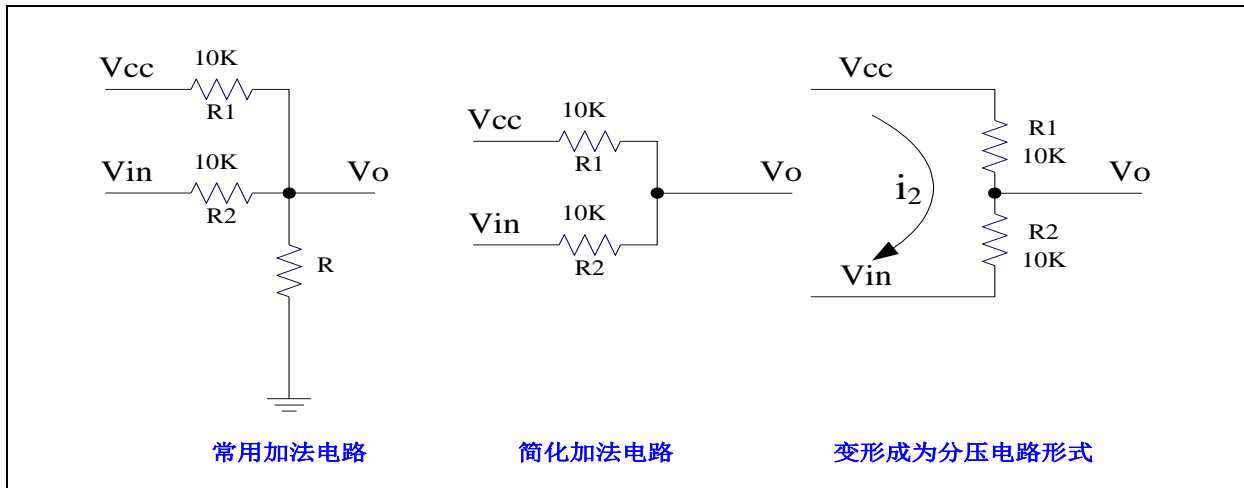 Vcc
10K
R1
Vin
10K
R2
Vo
R
常用加法电路
Vcc
10K
R1
Vin
10K
R2
Vo
简化加法电路
Vcc
R1
10K
i2
Vo
R2
10K
Vin
变形成为分压电路形式